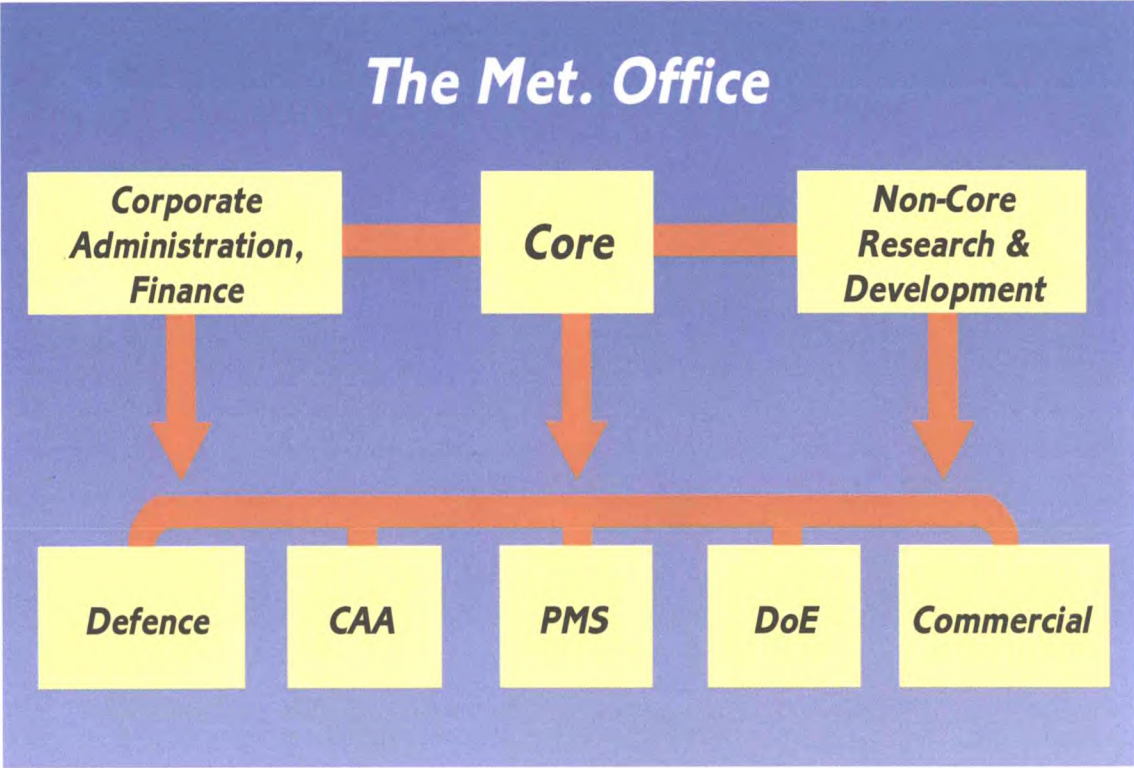 The Met. Office
Corporate
Administration,
Finance
Core
Non-Core
Research &
Development
Defence
CAA
PMS
DoE
Commercial